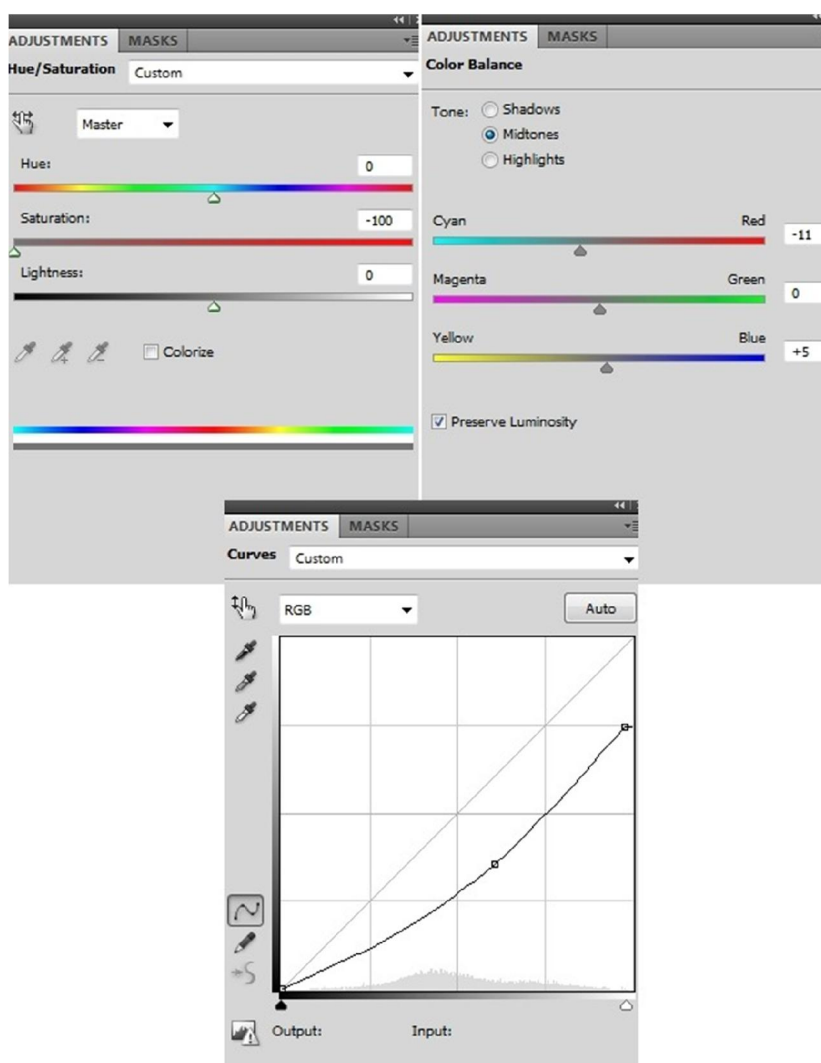 ADJUSTMENTS MASKS
Hue/Saturation Custom
Master
Hue: 0
Saturation: -100
Lightness: 0
Colorize
ADJUSTMENTS MASKS
Color Balance
Tone: Shadows
Midtones
Highlights
Cyan Red -11
Magenta Green 0
Yellow Blue +5
Preserve Luminosity
ADJUSTMENTS MASKS
Curves Custom
RGB Auto
Output: Input: